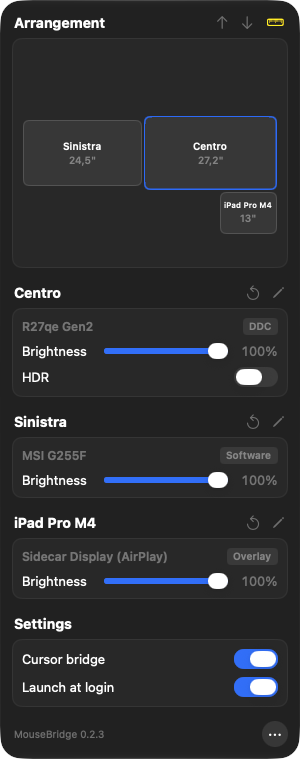 Arrangement
Sinistra
24,5"
Centro
27,2"
iPad Pro M4
13"
Centro
R27qe Gen2
DDC
Brightness
100%
HDR
Sinistra
MSI G255F
Software
Brightness
100%
iPad Pro M4
Sidecar Display (AirPlay)
Overlay
Brightness
100%
Settings
Cursor bridge
Launch at login
MouseBridge 0.2.3